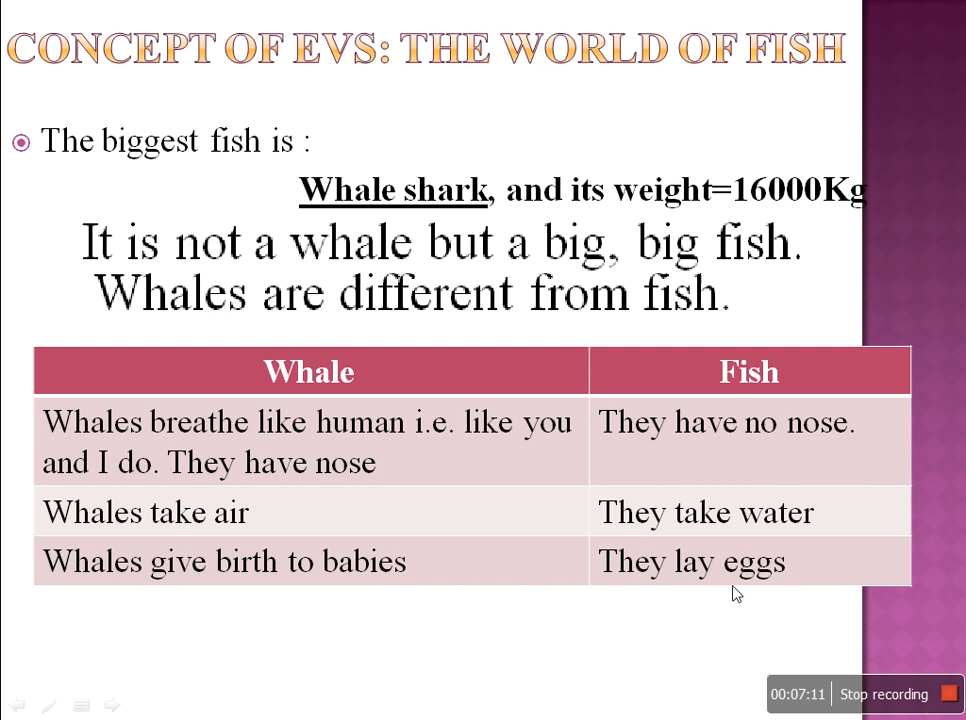 CONCEPT OF EVS: THE WORLD OF FISH
The biggest fish is :
Whale shark, and its weight=16000Kg
It is not a whale but a big, big fish.
Whales are different from fish.
Whale Fish
Whales breathe like human i.e. like you They have no nose.
and I do. They have nose
Whales take air They take water
Whales give birth to babies They lay eggs
00:07:11 Stop recording